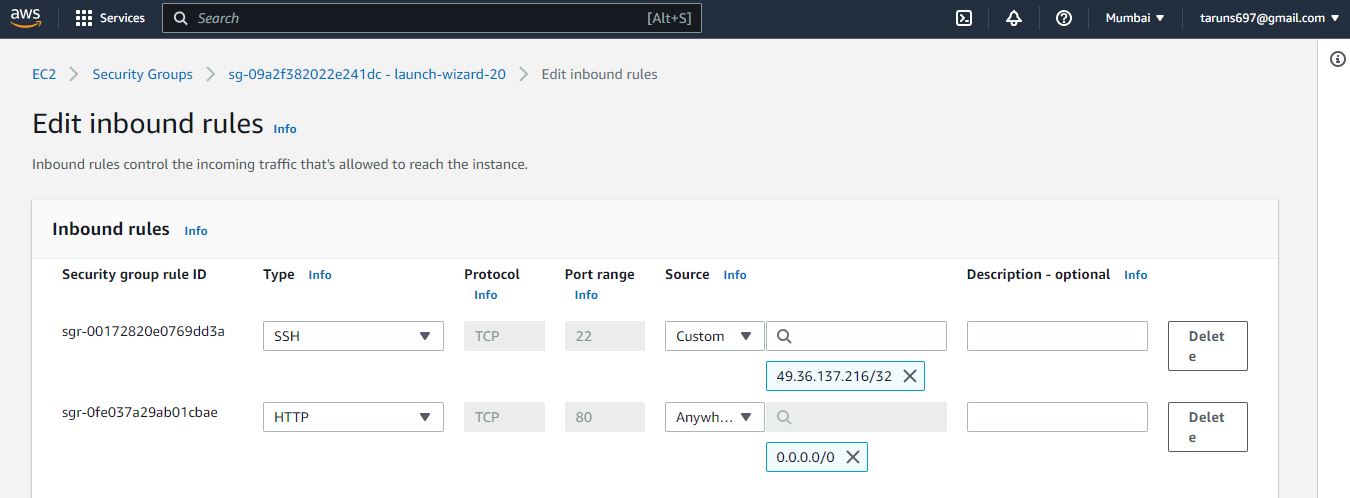 aws Services Search [Alt+S] Mumbai taruns697@gmail.com
EC2 Security Groups sg-09a2f382022e241dc - launch-wizard-20 Edit inbound rules
Edit inbound rules Info
Inbound rules control the incoming traffic that's allowed to reach the instance.
Inbound rules Info
Security group rule ID Type Info Protocol Port range Source Info Description - optional Info
Info Info
sgr-00172820e0769dd3a SSH TCP 22 Custom Delet
e
49.36.137.216/32
sgr-0fe037a29ab01cbae HTTP TCP 80 Anywh... Delet
e
0.0.0.0/0